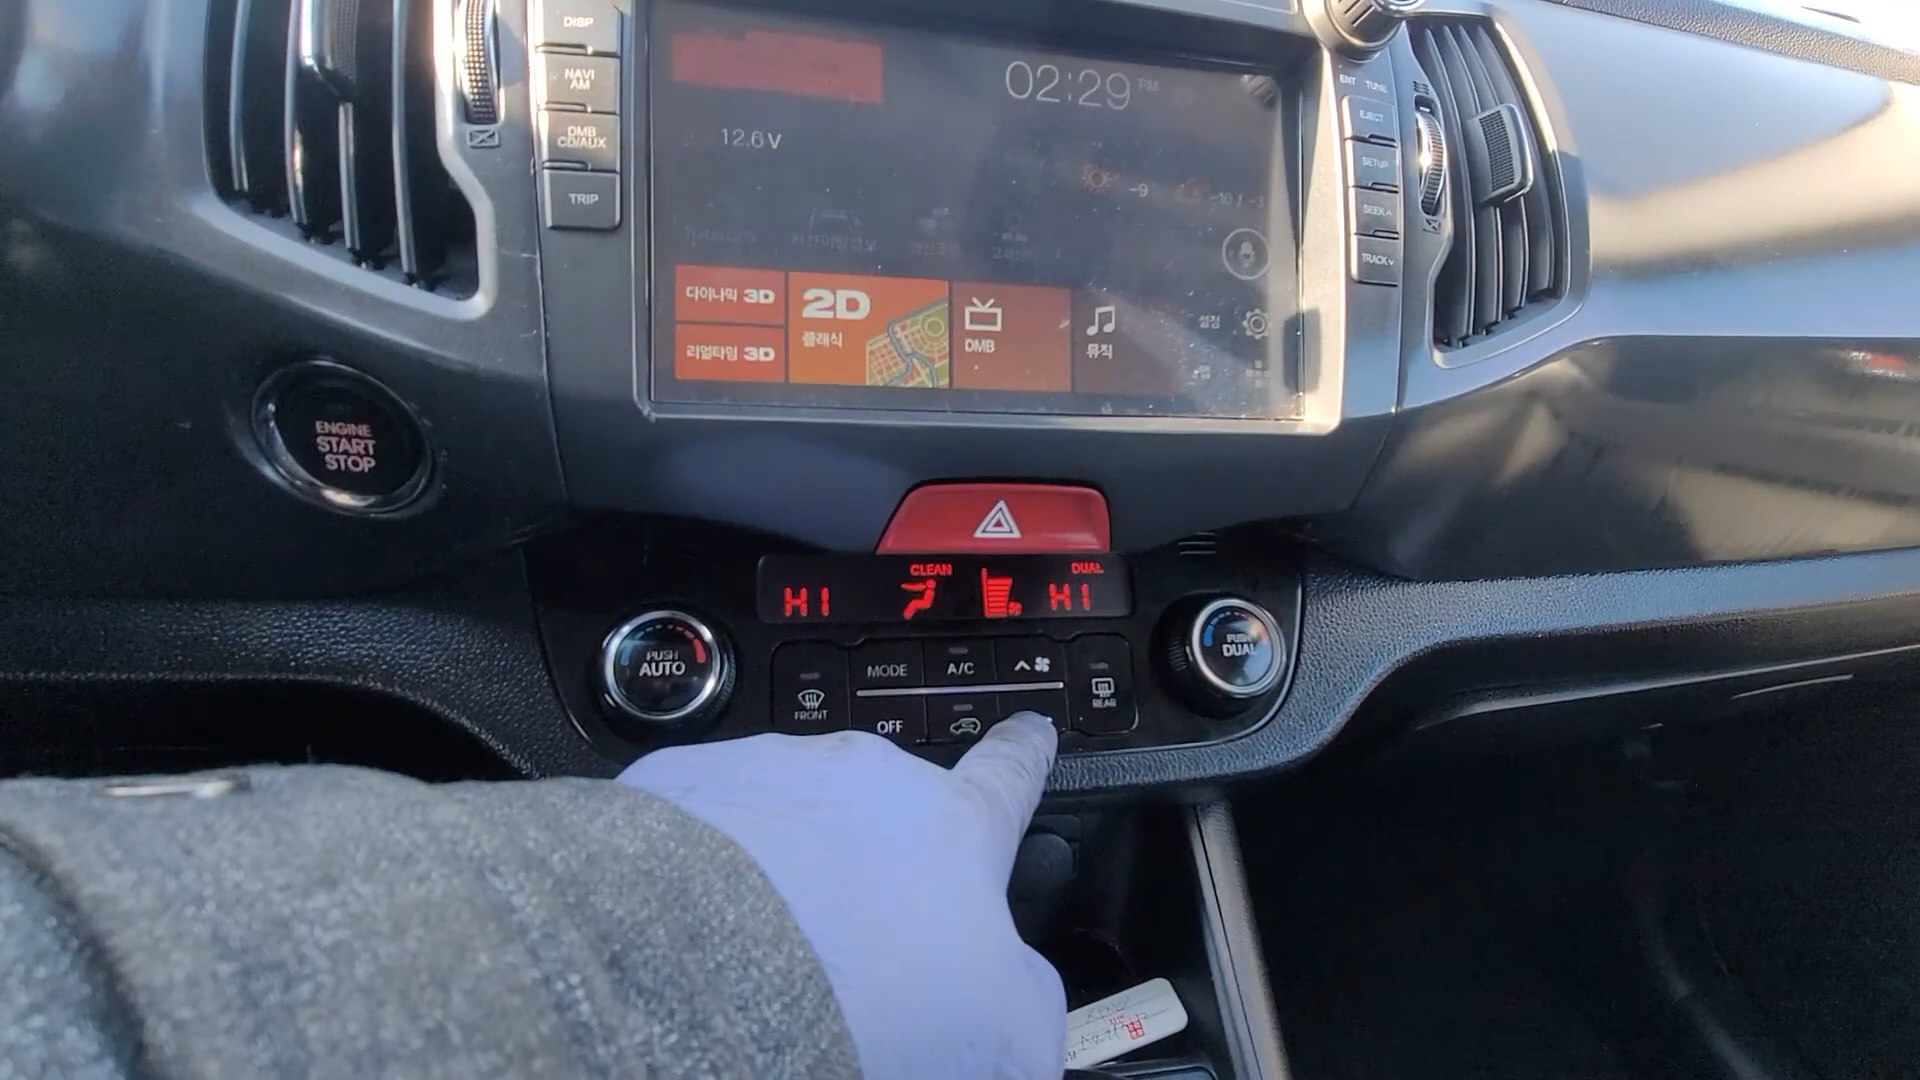 DISP
NAVI
AM
DMB
CD/AUX
TRIP
02:29 PM
12.6V
-9
-10 / -3
다이나믹 3D
리얼타임 3D
2D
클래식
DMB
뮤직
설정
ENT TUNE
EJECT
SETUP
SEEK
TRACK
ENGINE
START
STOP
CLEAN
DUAL
HI
HI
PUSH
AUTO
MODE
A/C
FRONT
OFF
REAR
PUSH
DUAL